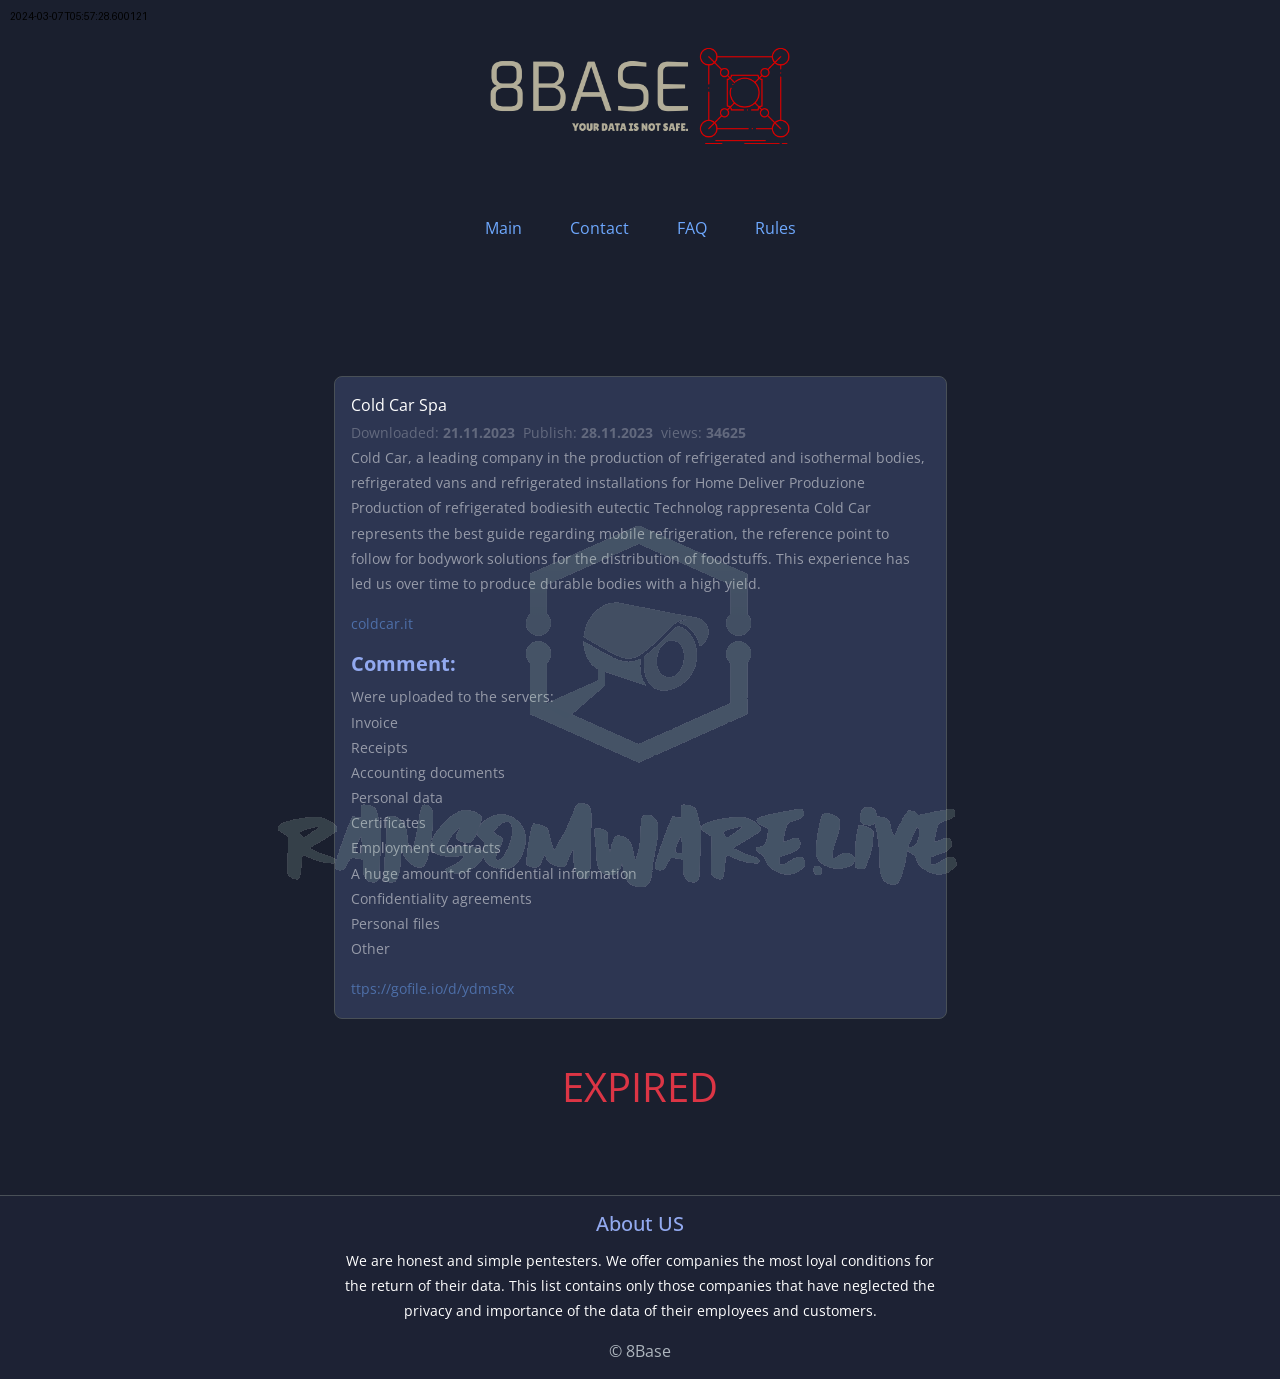 2024-03-07T05:57:28.600121
8BASE
YOUR DATA IS NOT SAFE.
Main Contact FAQ Rules
Cold Car Spa
Downloaded: 21.11.2023 Publish: 28.11.2023 views: 34625
Cold Car, a leading company in the production of refrigerated and isothermal bodies,
refrigerated vans and refrigerated installations for Home Deliver Produzione
Production of refrigerated bodiesith eutectic Technolog rappresenta Cold Car
represents the best guide regarding mobile refrigeration, the reference point to
follow for bodywork solutions for the distribution of foodstuffs. This experience has
led us over time to produce durable bodies with a high yield.
coldcar.it
Comment:
Were uploaded to the servers:
Invoice
Receipts
Accounting documents
Personal data
Certificates
Employment contracts
A huge amount of confidential information
Confidentiality agreements
Personal files
Other
RANSOMWARE.LIVE
ttps://gofile.io/d/ydmsRx
EXPIRED
About US
We are honest and simple pentesters. We offer companies the most loyal conditions for
the return of their data. This list contains only those companies that have neglected the
privacy and importance of the data of their employees and customers.
© 8Base